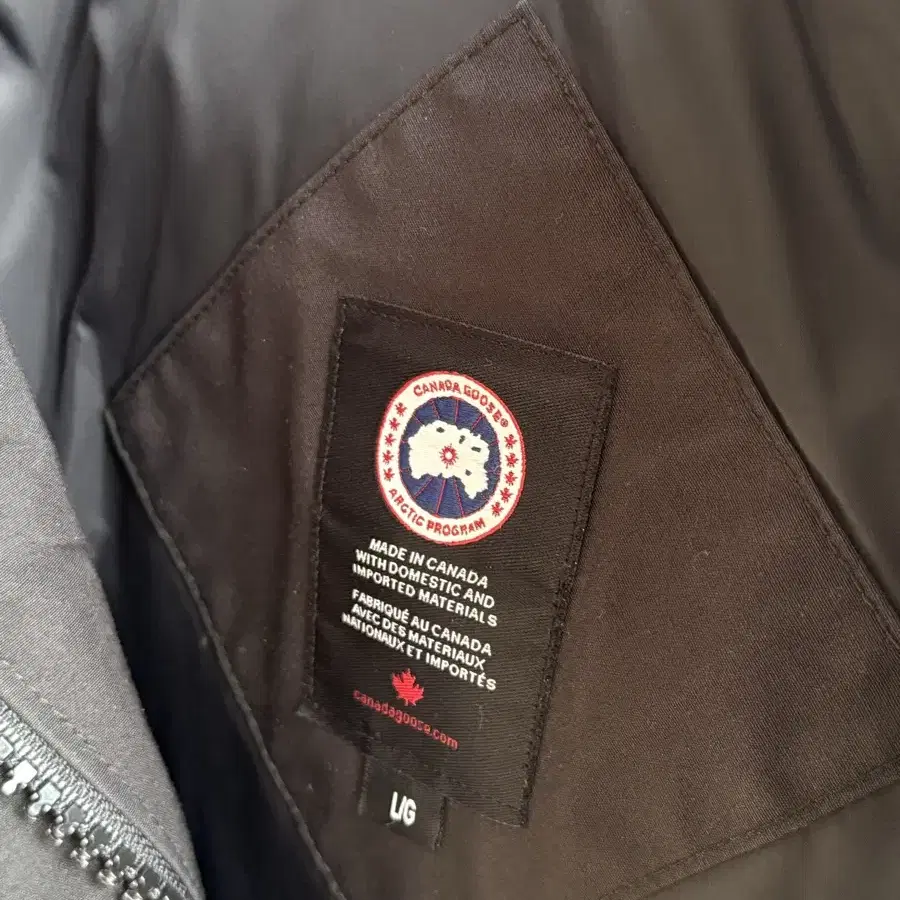 CANADA GOOSE®
ARCTIC PROGRAM
MADE IN CANADA
WITH DOMESTIC AND
IMPORTED MATERIALS
FABRIQUÉ AU CANADA
AVEC DES MATERIAUX
NATIONAUX ET IMPORTÉS
canadagoose.com
L/G